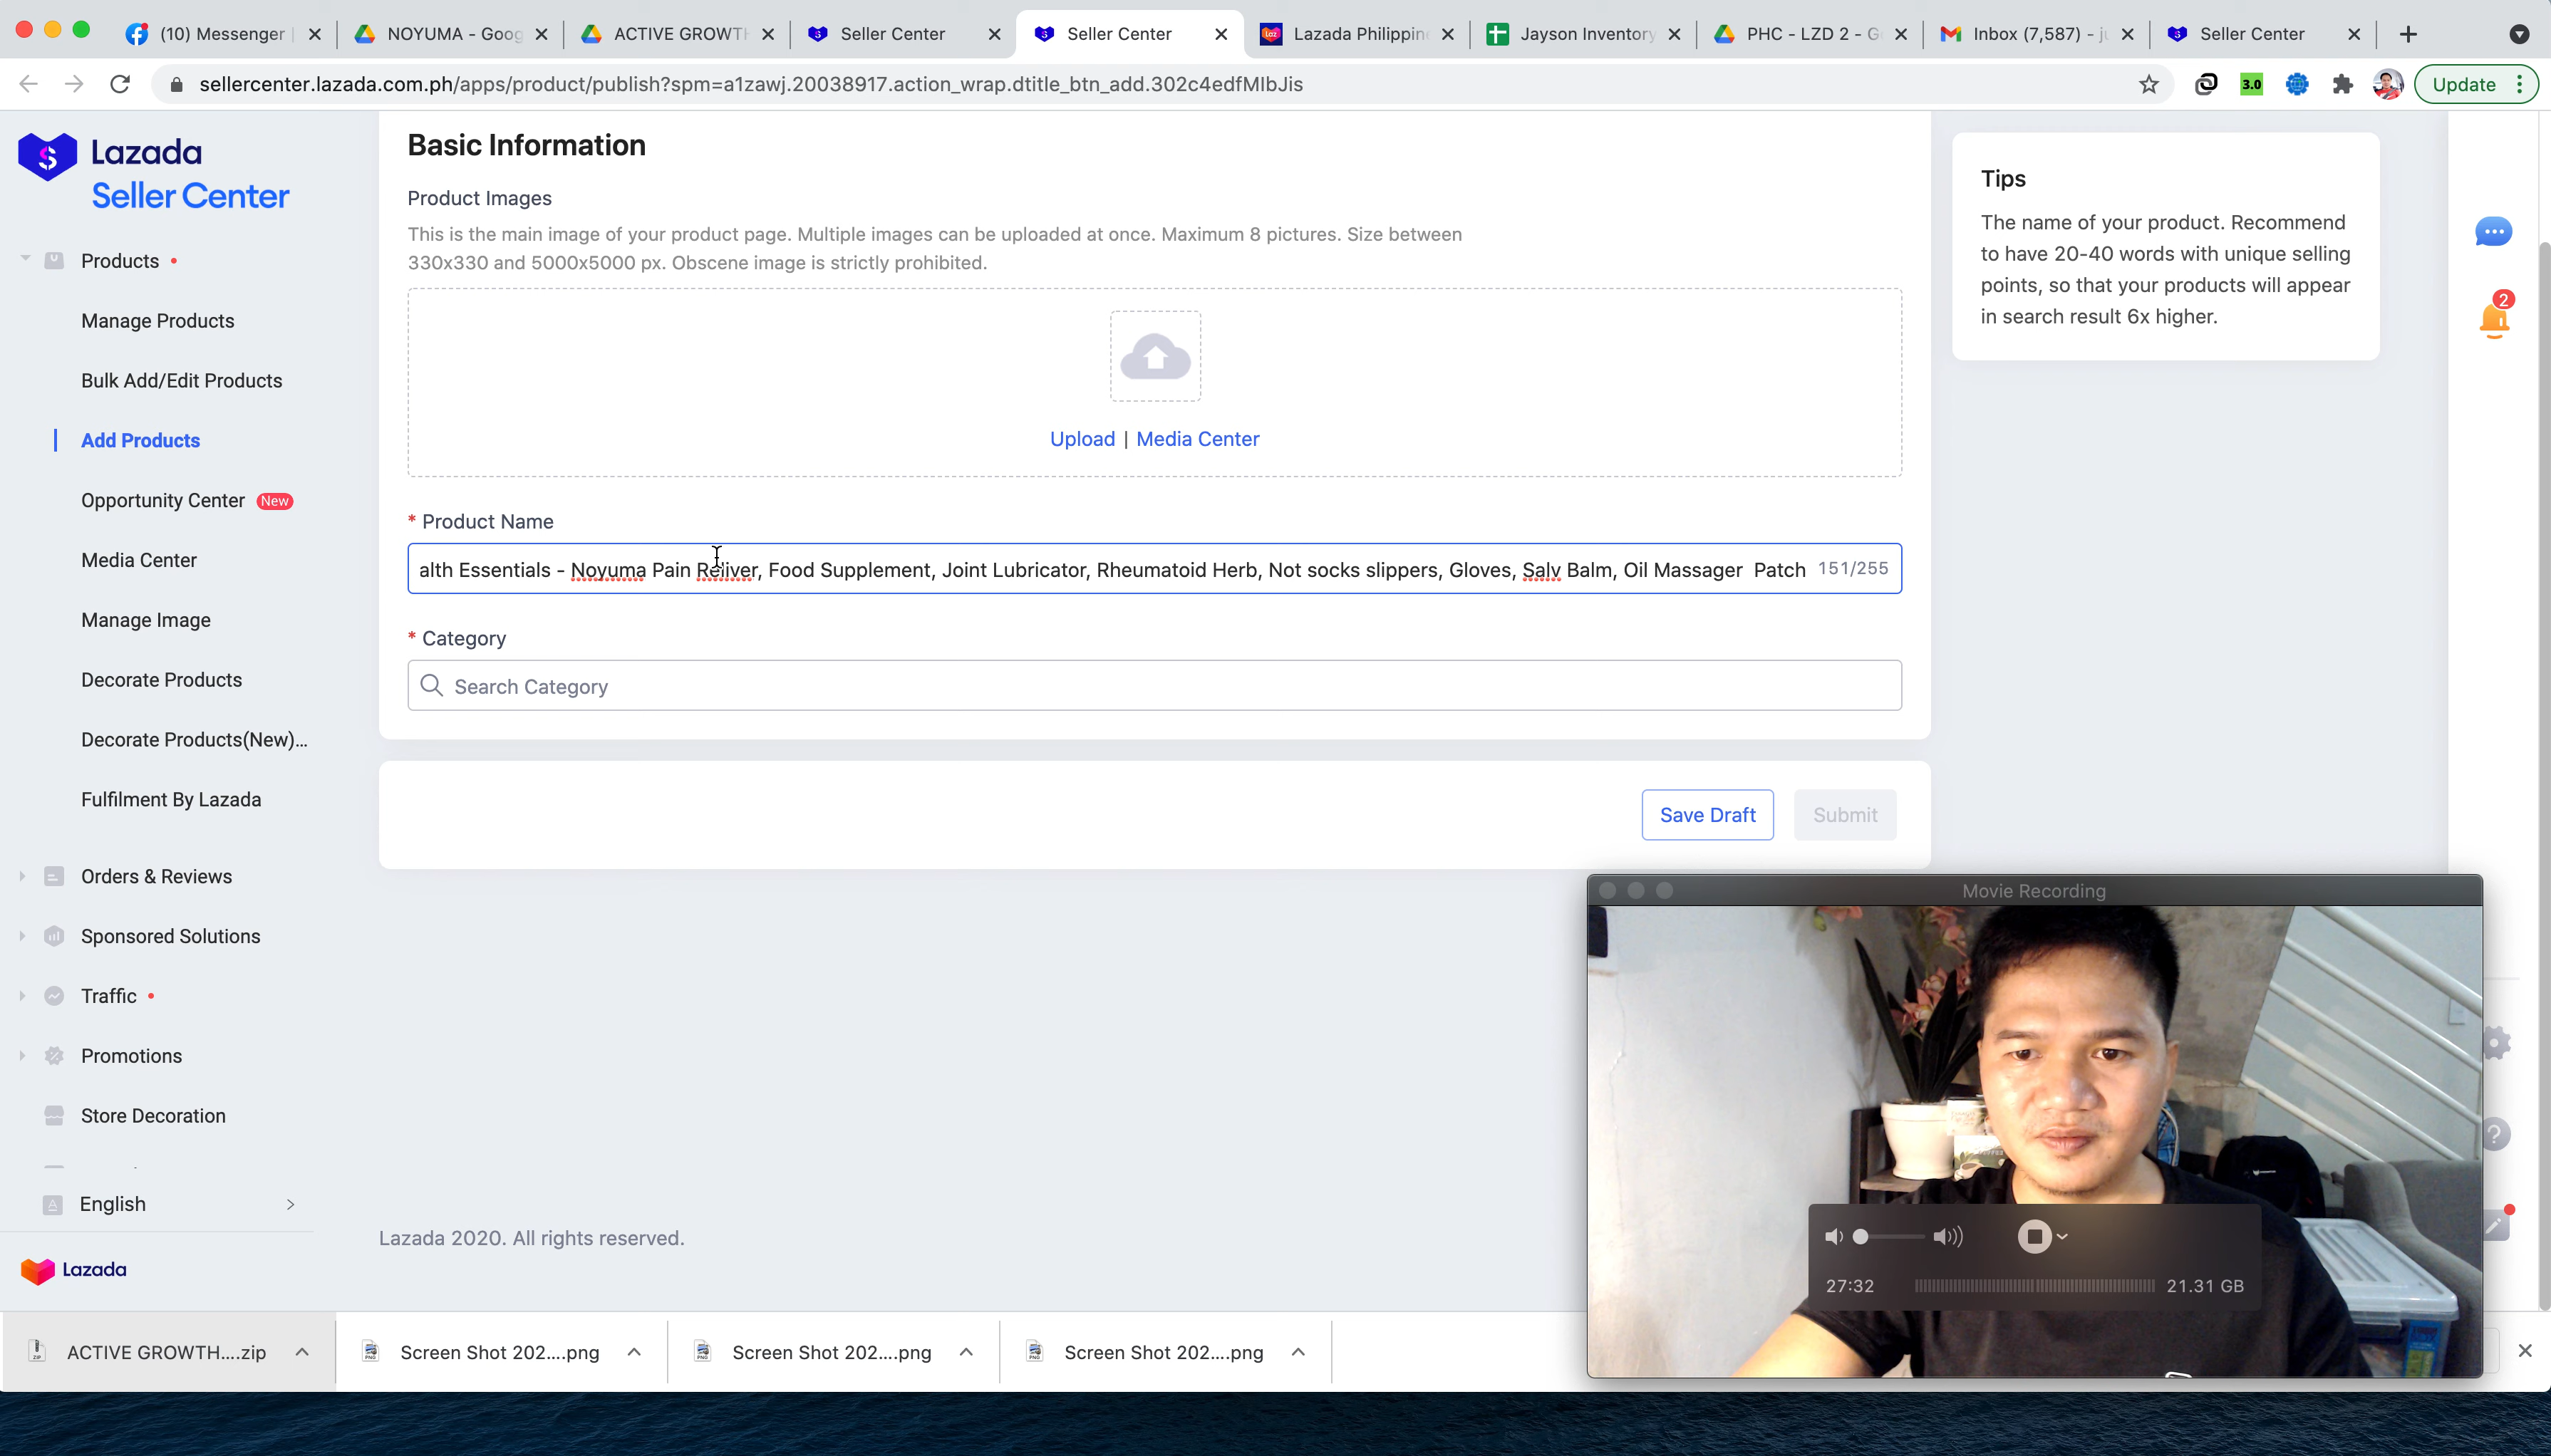 (10) Messenger
NOYUMA - Goog
ACTIVE GROWTH
Seller Center
Seller Center
Lazada Philippin
Jayson Inventory
PHC - LZD 2 - G
Inbox (7,587) - ju
Seller Center
sellercenter.lazada.com.ph/apps/product/publish?spm=a1zawj.20038917.action_wrap.dtitle_btn_add.302c4edfMIbJis
3.0
Update
Lazada
Seller Center
Products
Manage Products
Bulk Add/Edit Products
Add Products
Opportunity Center New
Media Center
Manage Image
Decorate Products
Decorate Products(New)...
Fulfilment By Lazada
Orders & Reviews
Sponsored Solutions
Traffic
Promotions
Store Decoration
English
Lazada
Basic Information
Product Images
This is the main image of your product page. Multiple images can be uploaded at once. Maximum 8 pictures. Size between
330x330 and 5000x5000 px. Obscene image is strictly prohibited.
Upload | Media Center
* Product Name
alth Essentials - Noyuma Pain Reliver, Food Supplement, Joint Lubricator, Rheumatoid Herb, Not socks slippers, Gloves, Salv Balm, Oil Massager Patch 151/255
* Category
Search Category
Save Draft Submit
Lazada 2020. All rights reserved.
Tips
The name of your product. Recommend
to have 20-40 words with unique selling
points, so that your products will appear
in search result 6x higher.
2
Movie Recording
27:32 21.31 GB
ACTIVE GROWTH....zip
Screen Shot 202....png
Screen Shot 202....png
Screen Shot 202....png